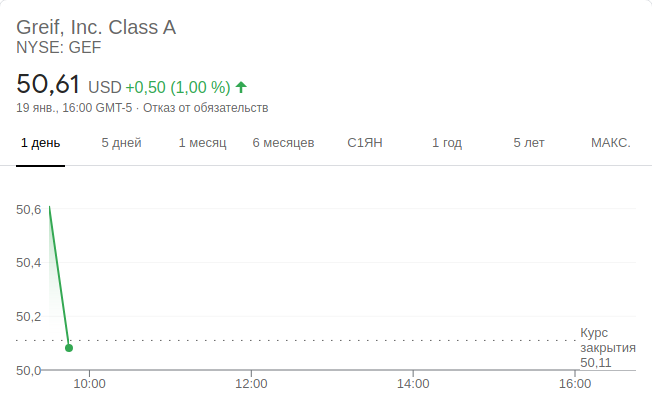 Greif, Inc. Class A
NYSE: GEF
50,61 USD +0,50 (1,00 %)
19 янв., 16:00 GMT-5 · Отказ от обязательств
1 день 5 дней 1 месяц 6 месяцев С1ЯН 1 год 5 лет МАКС.
50,6
50,4
50,2
50,0
Курс
закрытия
50,11
10:00 12:00 14:00 16:00